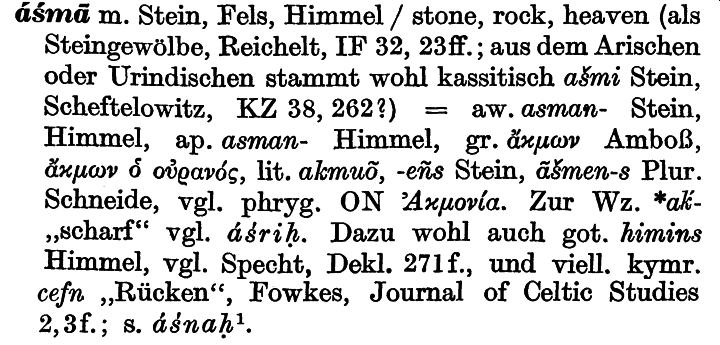 áśmā m. Stein, Fels, Himmel / stone, rock, heaven (als
Steingewölbe, Reichelt, IF 32, 23ff.; aus dem Arischen
oder Urindischen stammt wohl kassitisch ašmi Stein,
Scheftelowitz, KZ 38, 262?) = aw. asman- Stein,
Himmel, ap. asman- Himmel, gr. ἄκμων Amboß,
ἄκμων ὁ οὐρανός, lit. akmuõ, -eñs Stein, ãšmen-s Plur.
Schneide, vgl. phryg. ON Ἀκμονία. Zur Wz. *aḱ-
„scharf“ vgl. áśriḥ. Dazu wohl auch got. himins
Himmel, vgl. Specht, Dekl. 271f., und viell. kymr.
cefn „Rücken“, Fowkes, Journal of Celtic Studies
2,3f.; s. áśnaḥ¹.